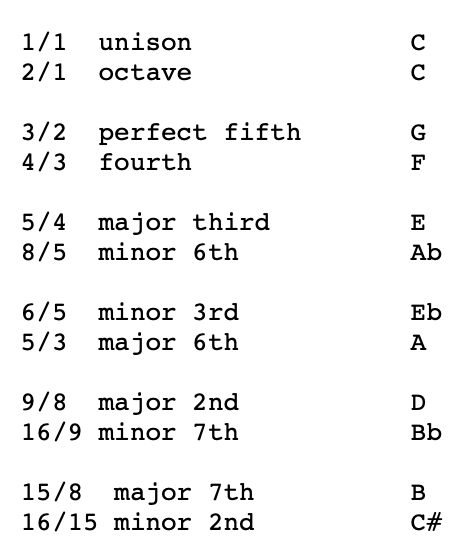 1/1  unison              C
2/1  octave              C
3/2  perfect fifth       G
4/3  fourth              F
5/4  major third         E
8/5  minor 6th           Ab
6/5  minor 3rd           Eb
5/3  major 6th           A
9/8  major 2nd           D
16/9 minor 7th           Bb
15/8  major 7th          B
16/15 minor 2nd          C#